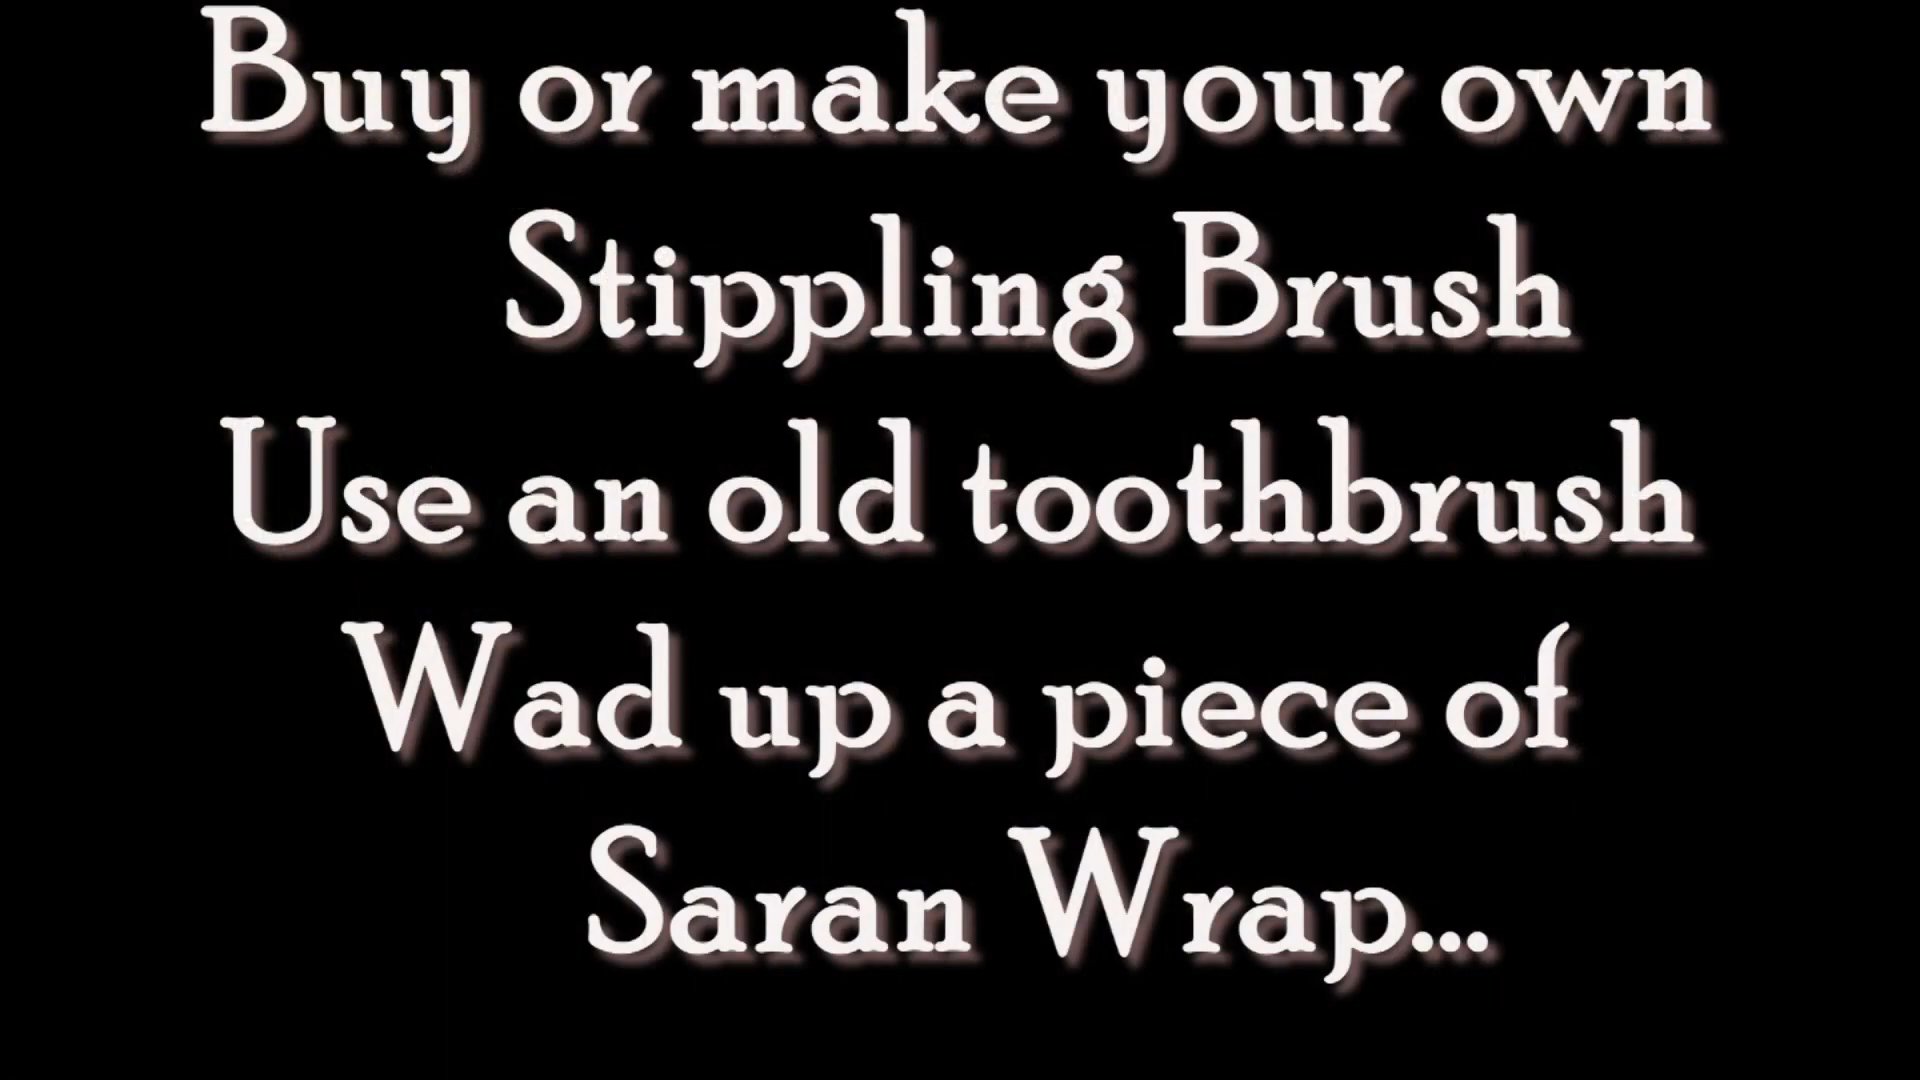 Buy or make your own
Stippling Brush
Use an old toothbrush
Wad up a piece of
Saran Wrap...